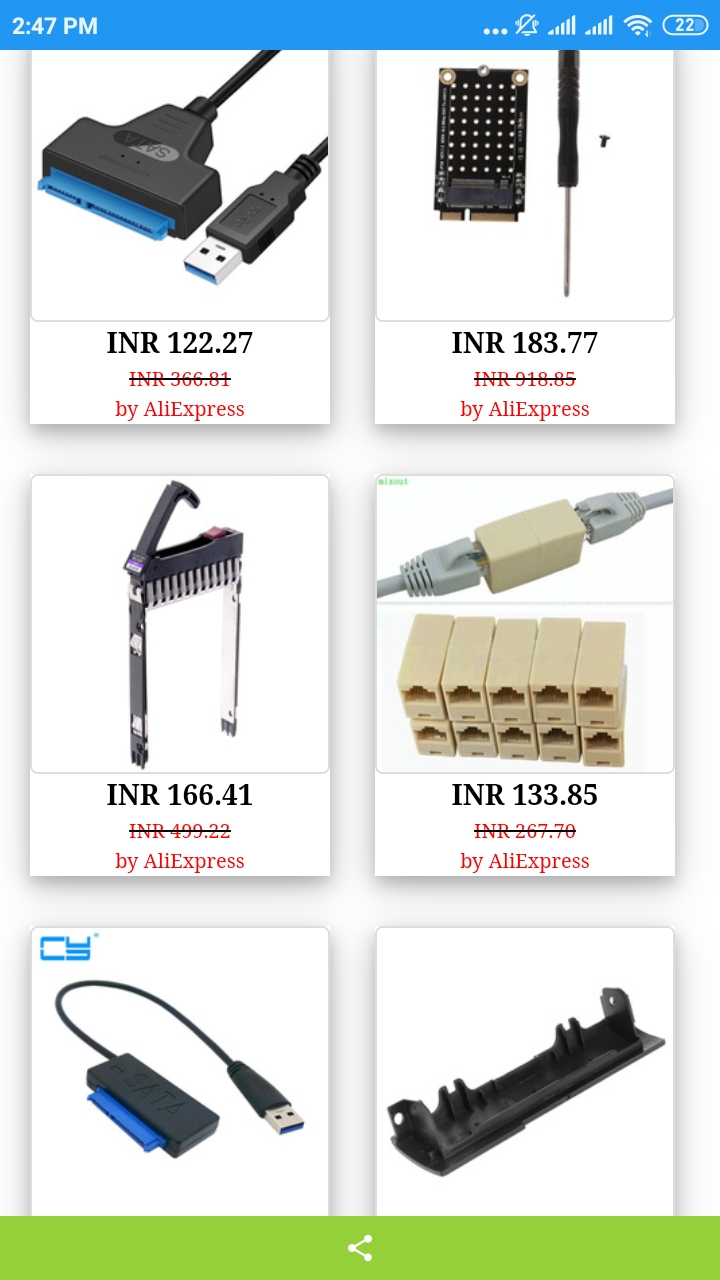 2:47 PM
22
SATA
INR 122.27
INR 366.81
by AliExpress
INR 183.77
INR 918.85
by AliExpress
INR 166.41
INR 499.22
by AliExpress
mixout
INR 133.85
INR 267.70
by AliExpress
CY
SATA